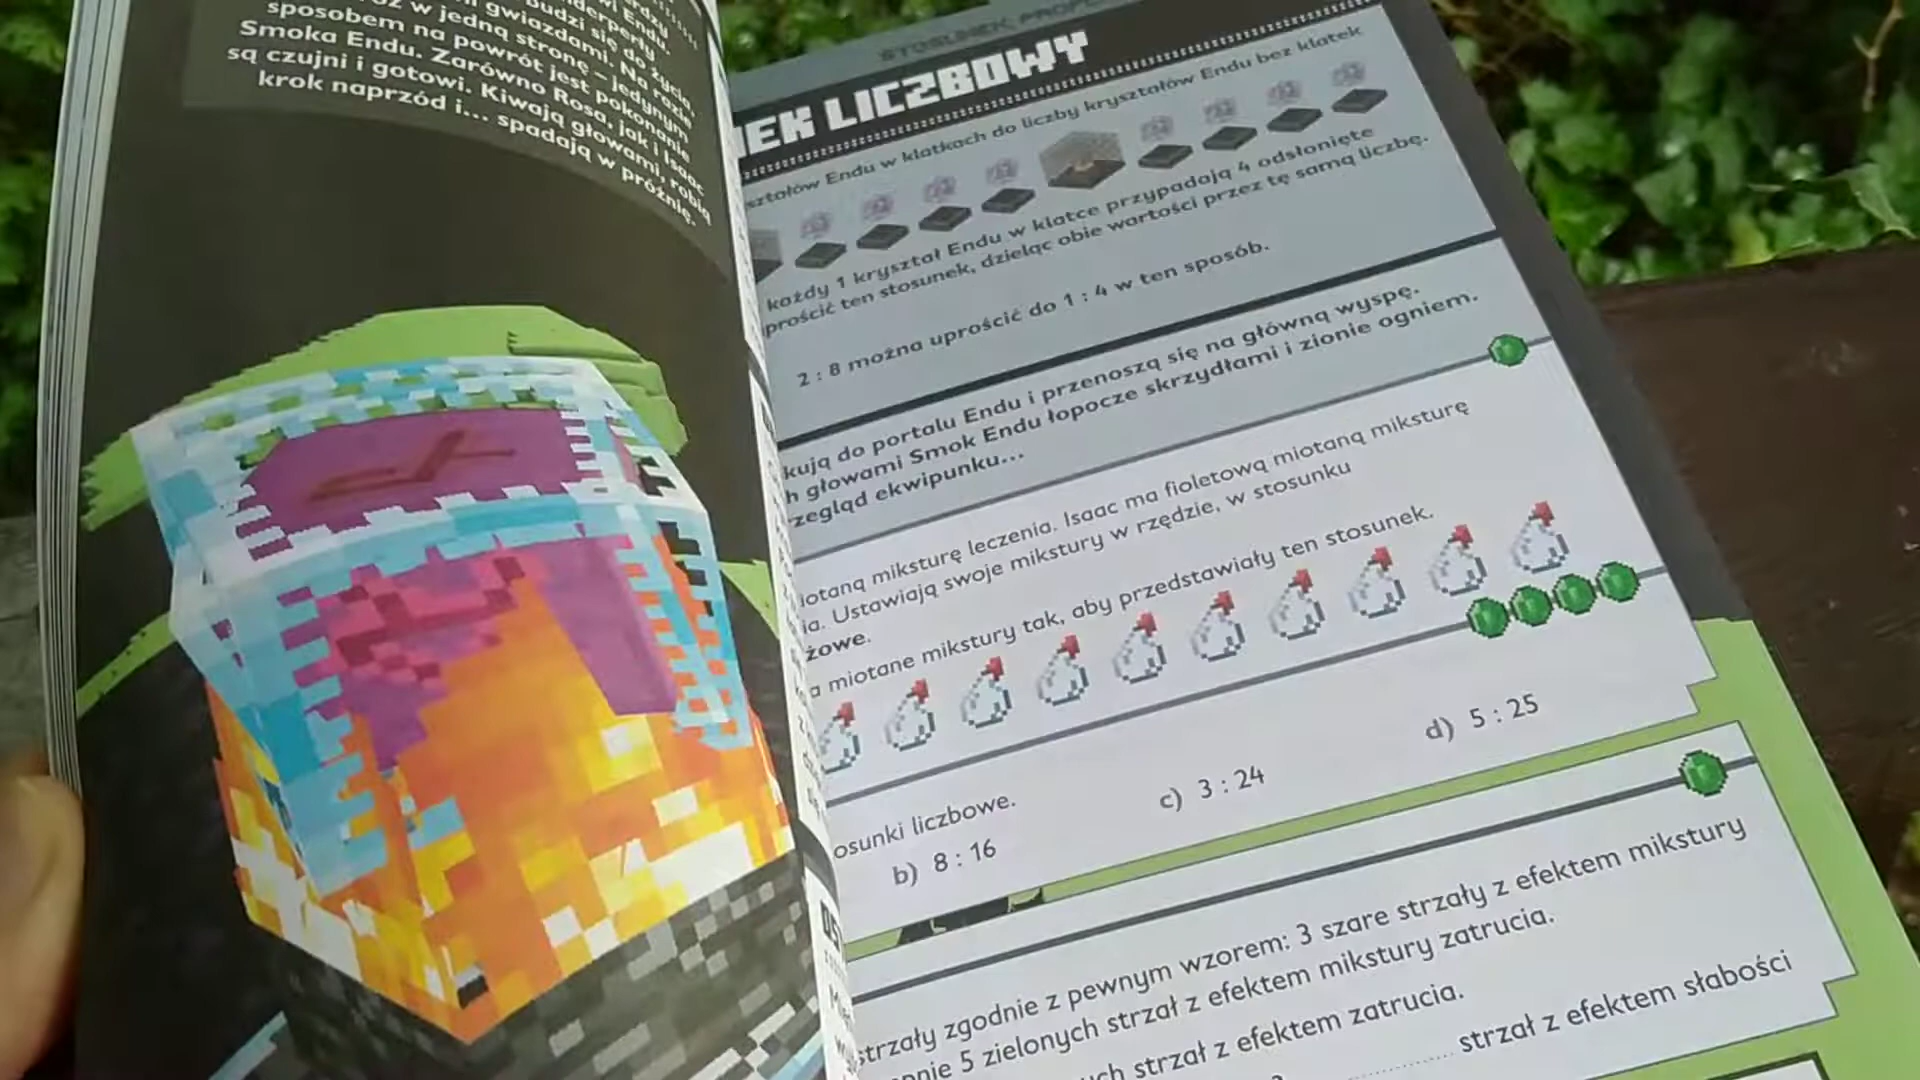 wi Endu.
nderperły
budzi się do życia.
gwiazdami. Na razie
w jedną stronę – jedynym
sposobem na powrót jest pokonanie
Smoka Endu. Zarówno Rosa, jak i Isaac
są czujni i gotowi. Kiwają głowami, robią
krok naprzód i... spadają w próżnię.
STOSUNEK, PROPO
NEK LICZBOWY
ształów Endu w klatkach do liczby kryształów Endu bez klatek
każdy 1 kryształ Endu w klatce przypadają 4 odsłonięte
prościć ten stosunek, dzieląc obie wartości przez tę samą liczbę.
2 : 8 można uprościć do 1 : 4 w ten sposób.
kują do portalu Endu i przenoszą się na główną wyspę.
h głowami Smok Endu łopocze skrzydłami i zionie ogniem.
zegląd ekwipunku...
iotaną miksturę leczenia. Isaac ma fioletową miotaną miksturę
ia. Ustawiają swoje mikstury w rzędzie, w stosunku
żowe.
a miotane mikstury tak, aby przedstawiały ten stosunek.
osunki liczbowe.
b) 8 : 16
c) 3 : 24
d) 5 : 25
strzały zgodnie z pewnym wzorem: 3 szare strzały z efektem mikstury
pnie 5 zielonych strzał z efektem mikstury zatrucia.
ych strzał z efektem zatrucia.
strzał z efektem słabości